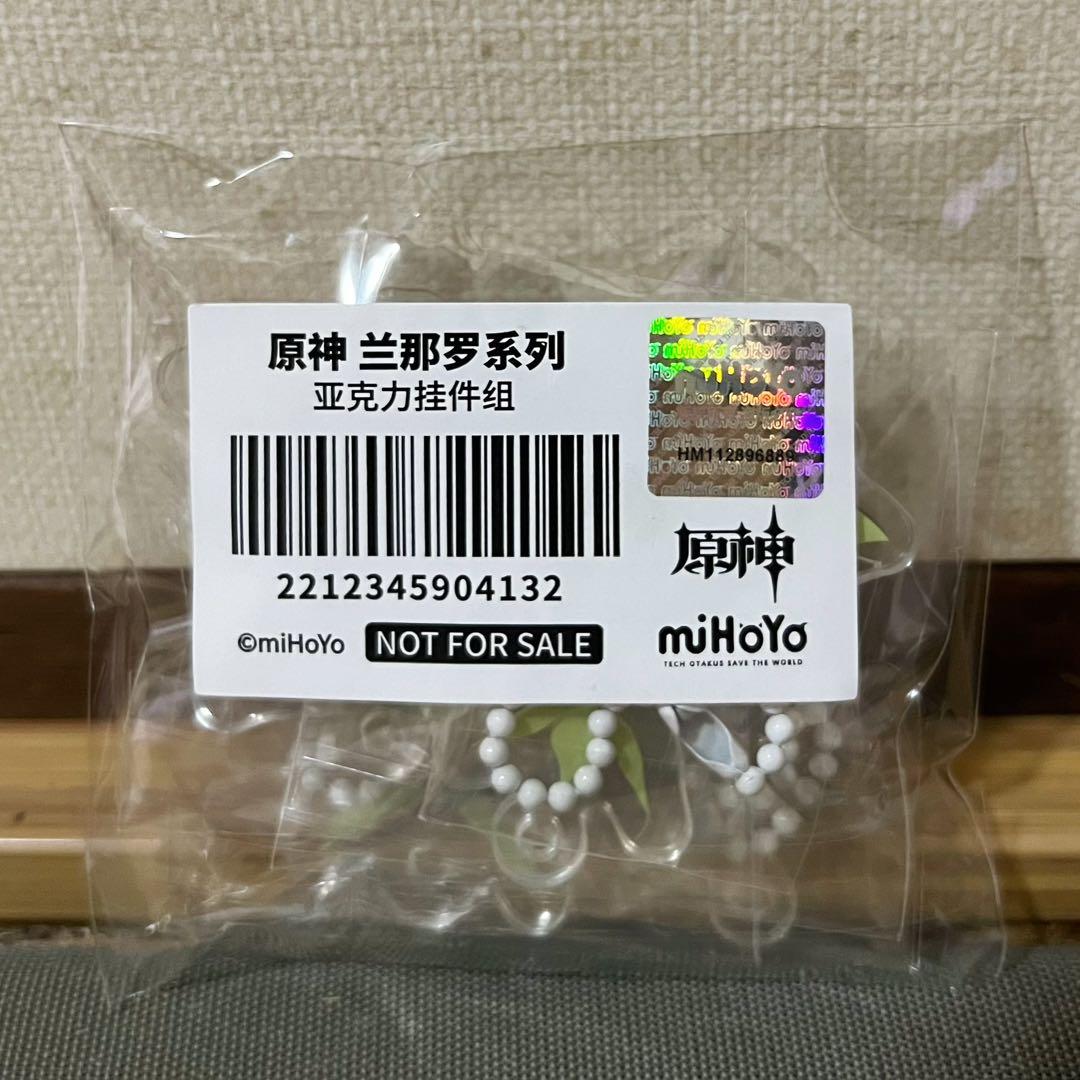 原神 兰那罗系列
亚克力挂件组
2212345904132
©miHoYo
NOT FOR SALE
miHoYo
HM112896889
原神
miHoYo
TECH OTAKUS SAVE THE WORLD